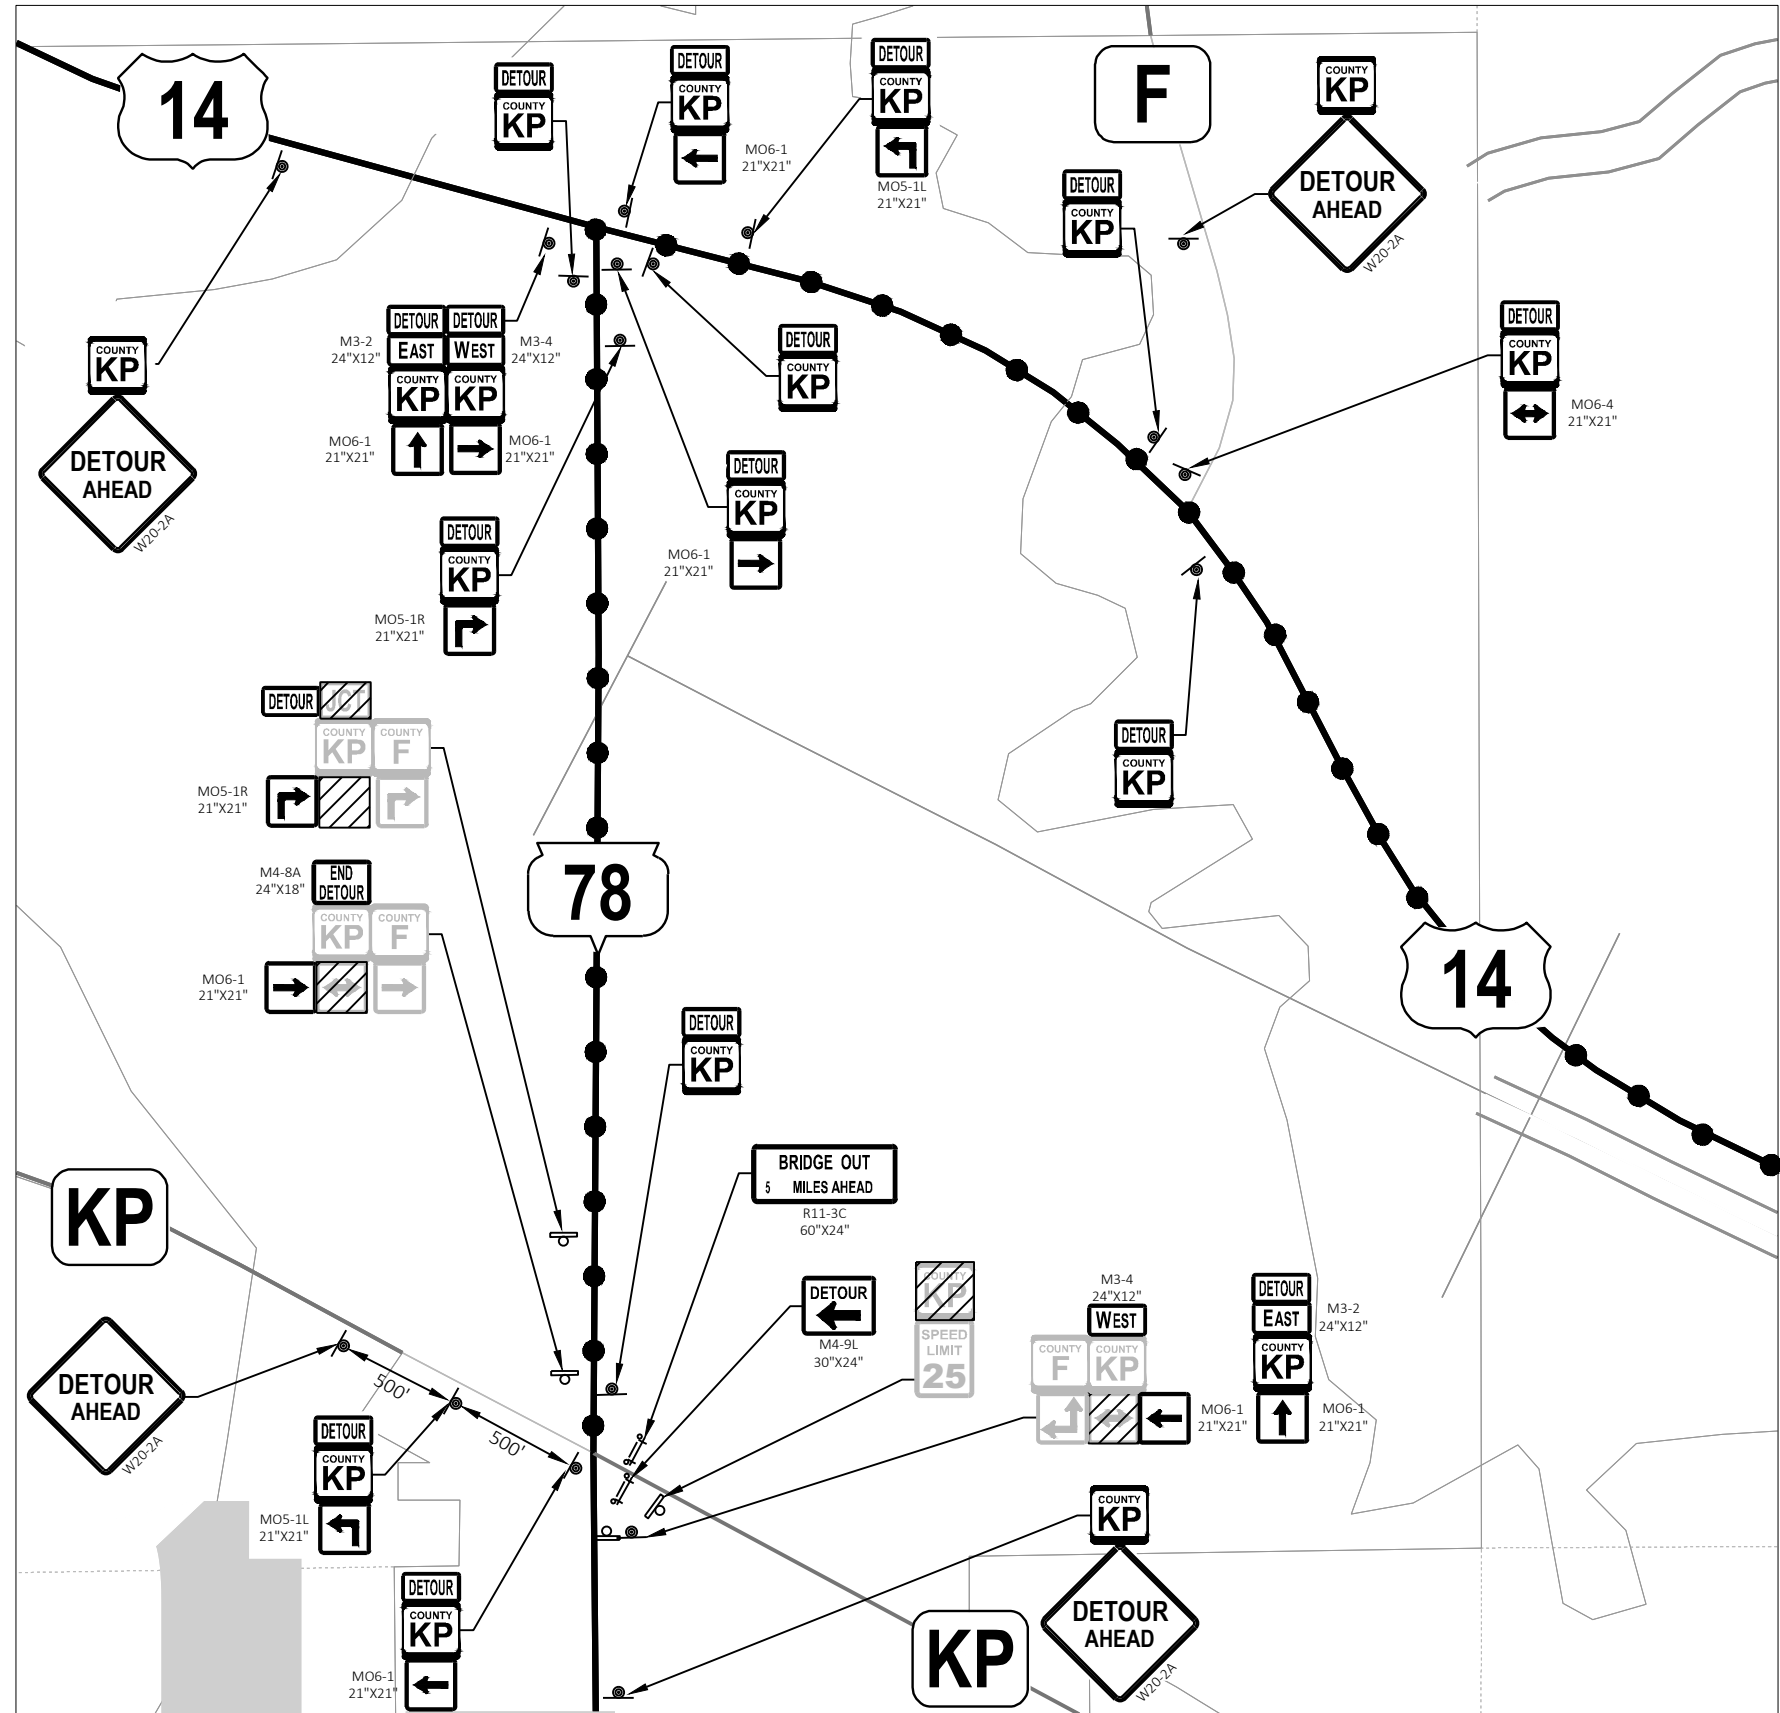 14
DETOUR
COUNTY
KP
DETOUR
COUNTY
KP
MO6-1
21"X21"
DETOUR
COUNTY
KP
MO5-1L
21"X21"
F
COUNTY
KP
DETOUR
AHEAD
W20-2A
DETOUR
COUNTY
KP
COUNTY
KP
DETOUR
AHEAD
W20-2A
M3-2
24"X12"
DETOUR
DETOUR
EAST
WEST
M3-4
24"X12"
COUNTY
KP
COUNTY
KP
MO6-1
21"X21"
MO6-1
21"X21"
DETOUR
COUNTY
KP
DETOUR
COUNTY
KP
MO6-4
21"X21"
DETOUR
COUNTY
KP
MO6-1
21"X21"
DETOUR
COUNTY
KP
MO5-1R
21"X21"
DETOUR
JCT
COUNTY
KP
COUNTY
F
MO5-1R
21"X21"
DETOUR
COUNTY
KP
M4-8A
24"X18"
END
DETOUR
COUNTY
KP
COUNTY
F
MO6-1
21"X21"
78
14
DETOUR
COUNTY
KP
KP
BRIDGE OUT
5 MILES AHEAD
R11-3C
60"X24"
DETOUR
M4-9L
30"X24"
COUNTY
KP
SPEED
LIMIT
25
M3-4
24"X12"
WEST
COUNTY
F
COUNTY
KP
MO6-1
21"X21"
DETOUR
EAST
M3-2
24"X12"
COUNTY
KP
MO6-1
21"X21"
DETOUR
AHEAD
W20-2A
500'
500'
DETOUR
COUNTY
KP
MO5-1L
21"X21"
DETOUR
COUNTY
KP
MO6-1
21"X21"
COUNTY
KP
DETOUR
AHEAD
W20-2A
KP